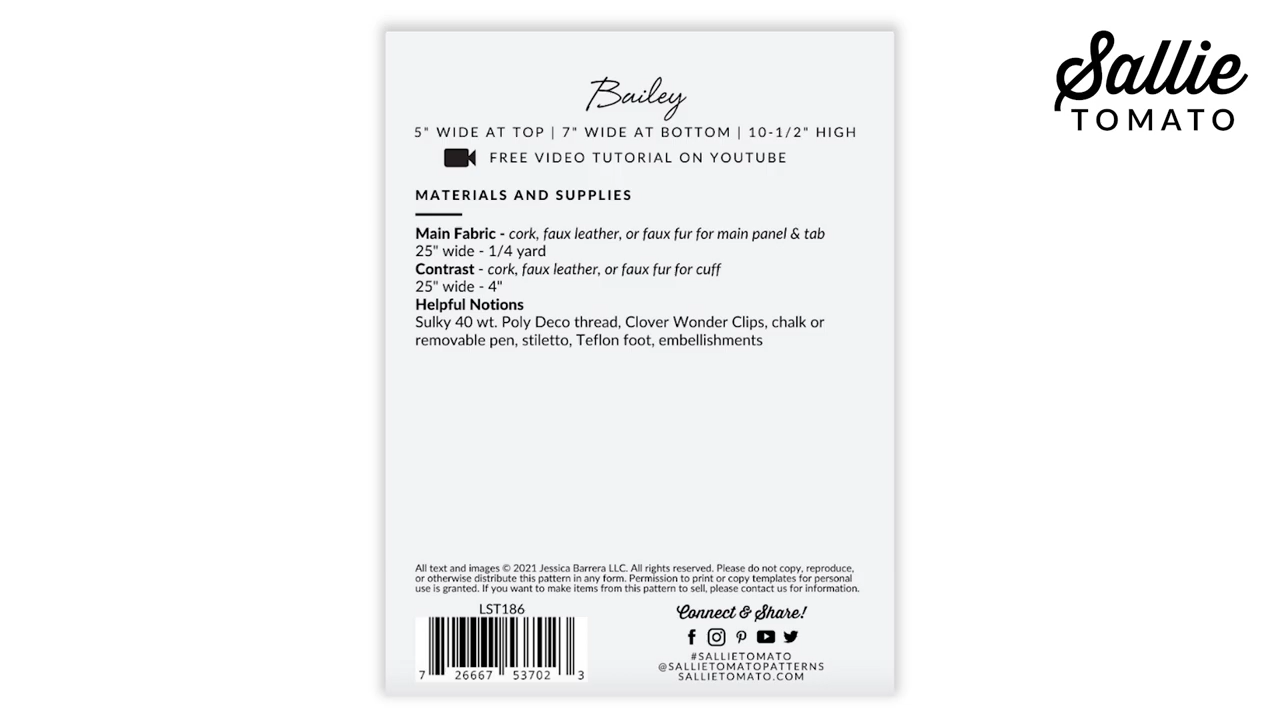 Sallie
TOMATO
Bailey
5" WIDE AT TOP | 7" WIDE AT BOTTOM | 10-1/2" HIGH
FREE VIDEO TUTORIAL ON YOUTUBE
MATERIALS AND SUPPLIES
Main Fabric - cork, faux leather, or faux fur for main panel & tab
25" wide - 1/4 yard
Contrast - cork, faux leather, or faux fur for cuff
25" wide - 4"
Helpful Notions
Sulky 40 wt. Poly Deco thread, Clover Wonder Clips, chalk or
removable pen, stiletto, Teflon foot, embellishments
All text and images © 2021 Jessica Barrera LLC. All rights reserved. Please do not copy, reproduce,
or otherwise distribute this pattern in any form. Permission to print or copy templates for personal
use is granted. If you want to make items from this pattern to sell, please contact us for information.
LST186
7 26667 53702 3
Connect & Share!
#SALLIETOMATO
@SALLIETOMATOPATTERNS
SALLIETOMATO.COM